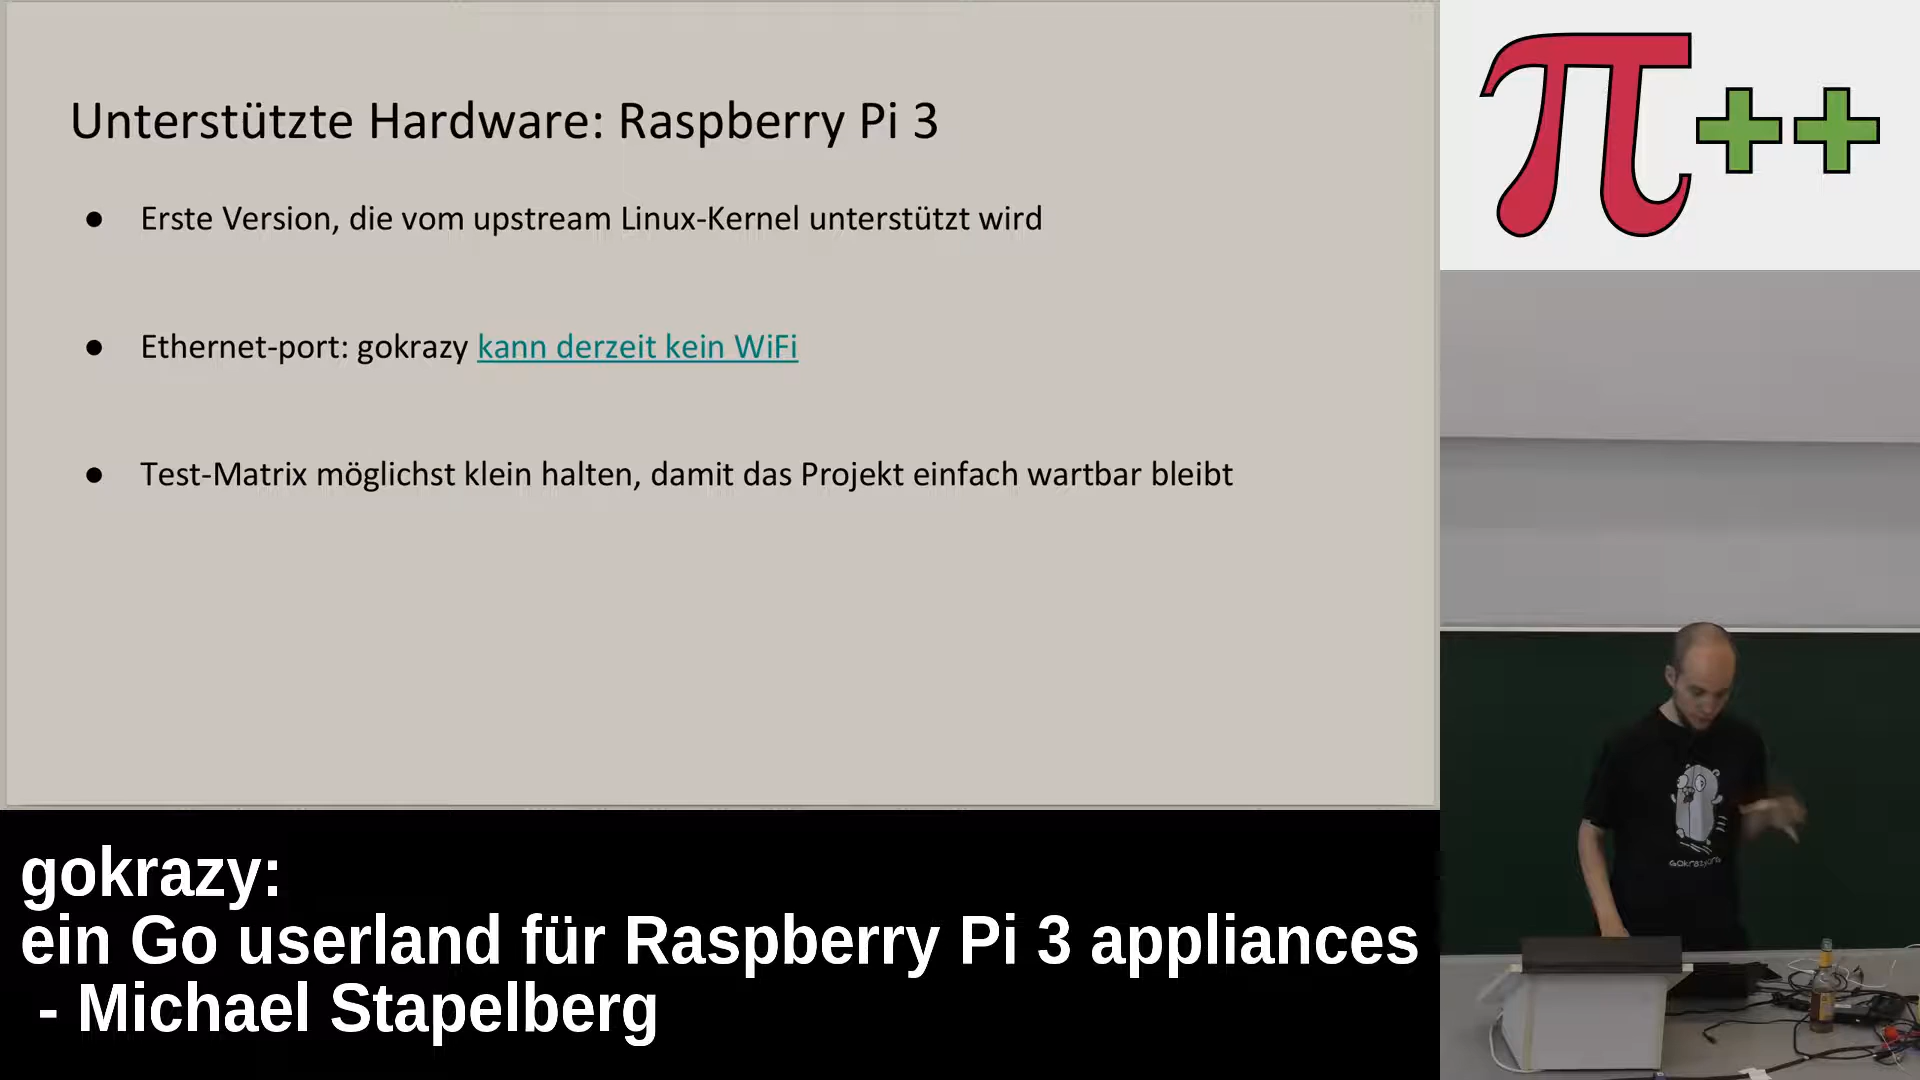 Unterstützte Hardware: Raspberry Pi 3
● Erste Version, die vom upstream Linux-Kernel unterstützt wird
● Ethernet-port: gokrazy kann derzeit kein WiFi
● Test-Matrix möglichst klein halten, damit das Projekt einfach wartbar bleibt
π++
gokrazy:
ein Go userland für Raspberry Pi 3 appliances
- Michael Stapelberg